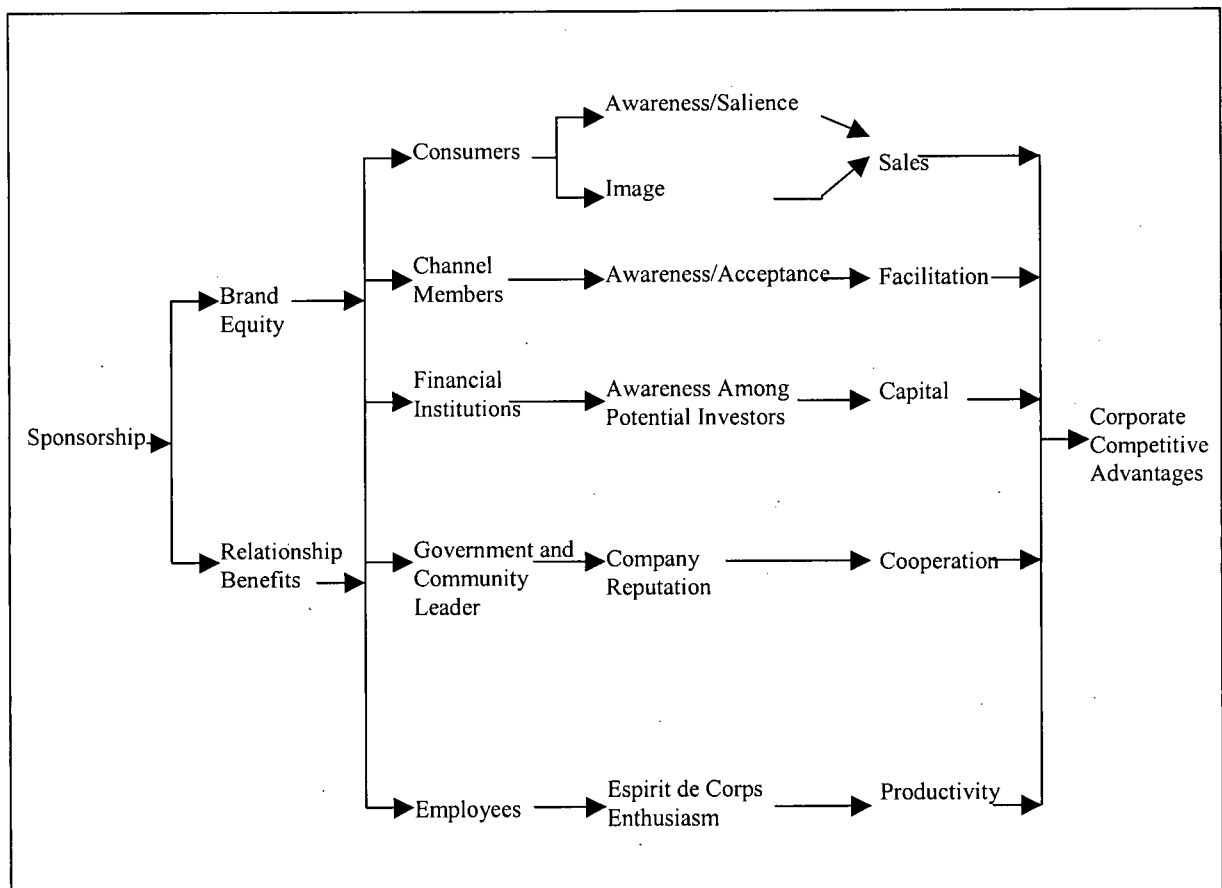 Awareness/Salience
Consumers
Sales
Image
Channel
Members
Awareness/Acceptance
Facilitation
Brand
Equity
Financial
Institutions
Awareness Among
Potential Investors
Capital
Sponsorship
Corporate
Competitive
Advantages
Relationship
Benefits
Government and
Community
Leader
Company
Reputation
Cooperation
Employees
Espirit de Corps
Enthusiasm
Productivity